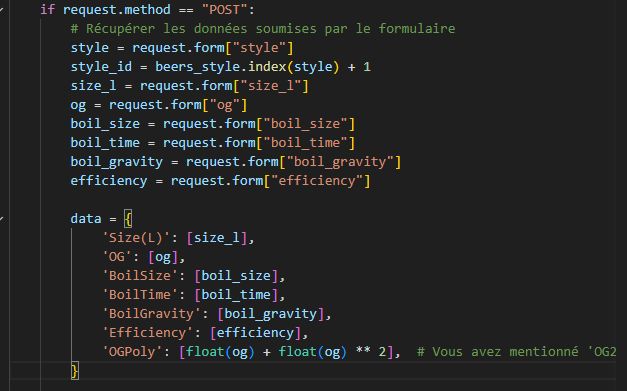 if request.method == "POST":
# Récupérer les données soumises par le formulaire
style = request.form["style"]
style_id = beers_style.index(style) + 1
size_l = request.form["size_l"]
og = request.form["og"]
boil_size = request.form["boil_size"]
boil_time = request.form["boil_time"]
boil_gravity = request.form["boil_gravity"]
efficiency = request.form["efficiency"]
data = {
'Size(L)': [size_l],
'OG': [og],
'BoilSize': [boil_size],
'BoilTime': [boil_time],
'BoilGravity': [boil_gravity],
'Efficiency': [efficiency],
'OGPoly': [float(og) + float(og) ** 2],  # Vous avez mentionné 'OG2
}